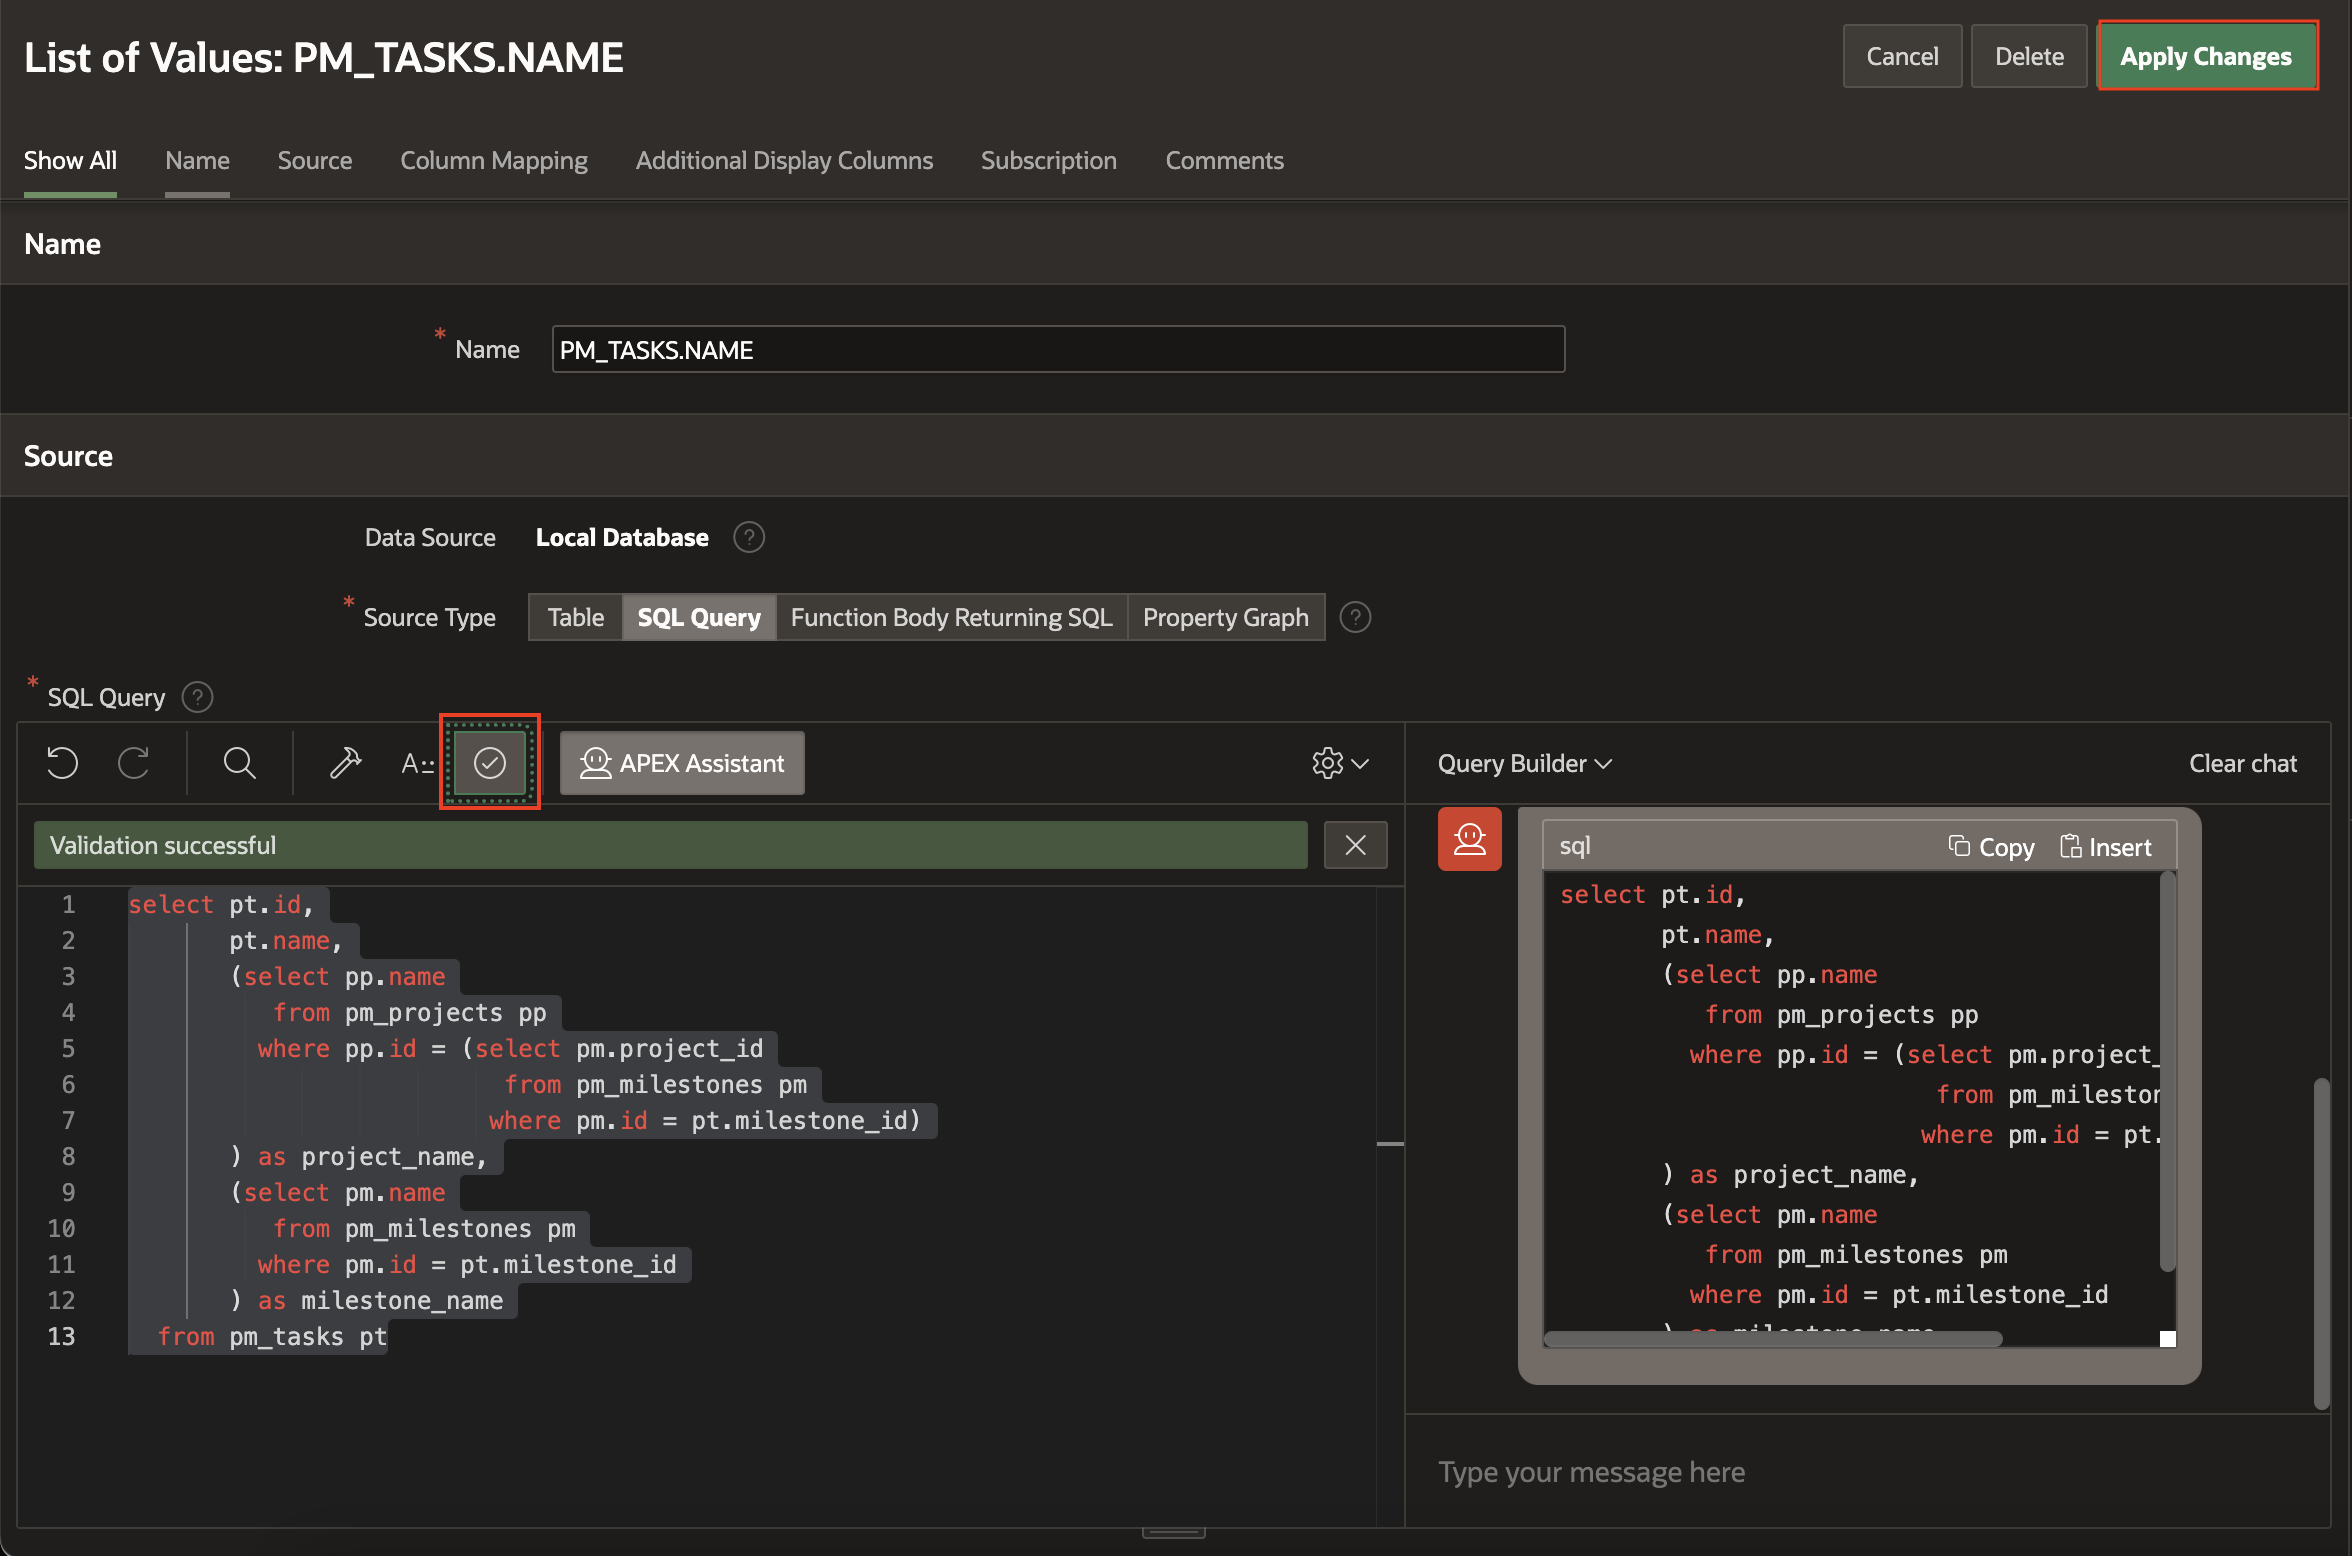 List of Values: PM_TASKS.NAME
Cancel
Delete
Apply Changes
Show All
Name
Source
Column Mapping
Additional Display Columns
Subscription
Comments
Name
* Name
PM_TASKS.NAME
Source
Data Source
Local Database
?
* Source Type
Table
SQL Query
Function Body Returning SQL
Property Graph
?
* SQL Query
?
A
APEX Assistant
Validation successful
1 select pt.id,
2 pt.name,
3 (select pp.name
4 from pm_projects pp
5 where pp.id = (select pm.project_id
6 from pm_milestones pm
7 where pm.id = pt.milestone_id)
8 ) as project_name,
9 (select pm.name
10 from pm_milestones pm
11 where pm.id = pt.milestone_id
12 ) as milestone_name
13 from pm_tasks pt
Query Builder
Clear chat
sql
Copy
Insert
select pt.id,
pt.name,
(select pp.name
from pm_projects pp
where pp.id = (select pm.project_
from pm_mileston
where pm.id = pt.
) as project_name,
(select pm.name
from pm_milestones pm
where pm.id = pt.milestone_id
) as milestone_name
Type your message here